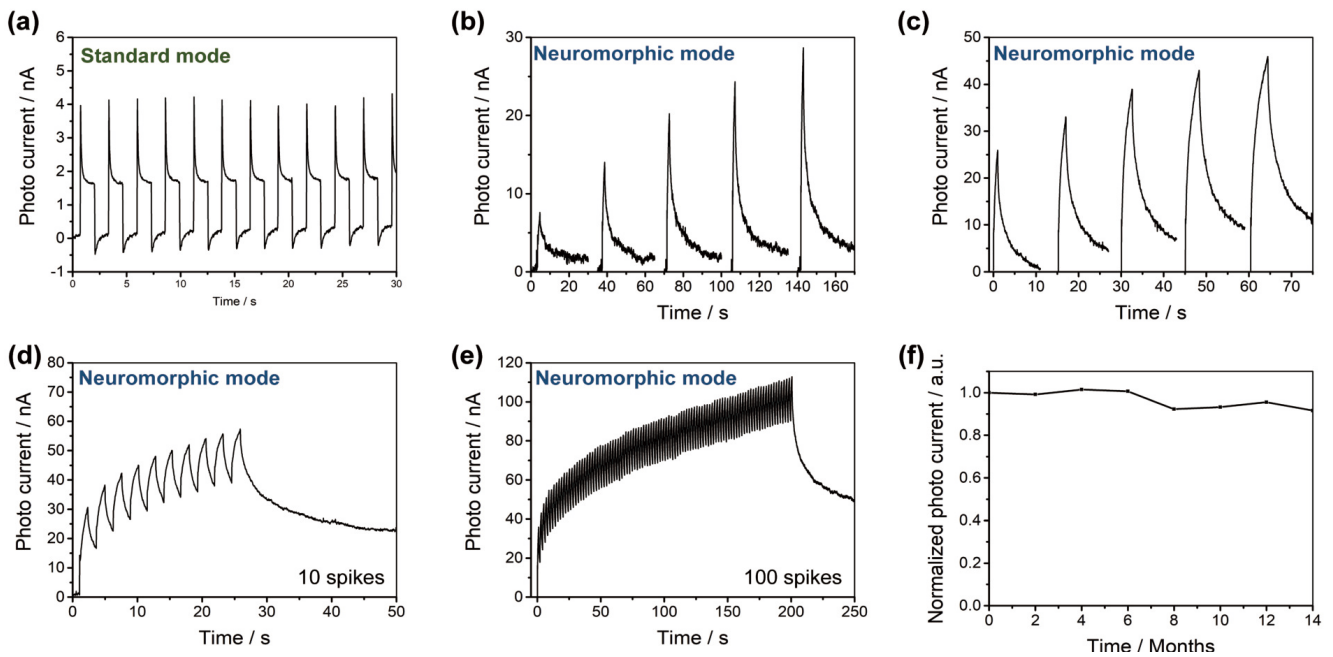 (a)
Standard mode
Photo current / nA
6
5
4
3
2
1
0
-1
0 5 10 15 20 25 30
Time / s
(b)
Neuromorphic mode
Photo current / nA
30
20
10
0
0 20 40 60 80 100 120 140 160
Time / s
(c)
Neuromorphic mode
Photo current / nA
50
40
30
20
10
0
0 10 20 30 40 50 60 70
Time / s
(d)
Neuromorphic mode
Photo current / nA
80
70
60
50
40
30
20
10
0
10 spikes
0 10 20 30 40 50
Time / s
(e)
Neuromorphic mode
Photo current / nA
120
100
80
60
40
20
0
100 spikes
0 50 100 150 200 250
Time / s
(f)
Normalized photo current / a.u.
1.0
0.8
0.6
0.4
0.2
0.0
0 2 4 6 8 10 12 14
Time / Months